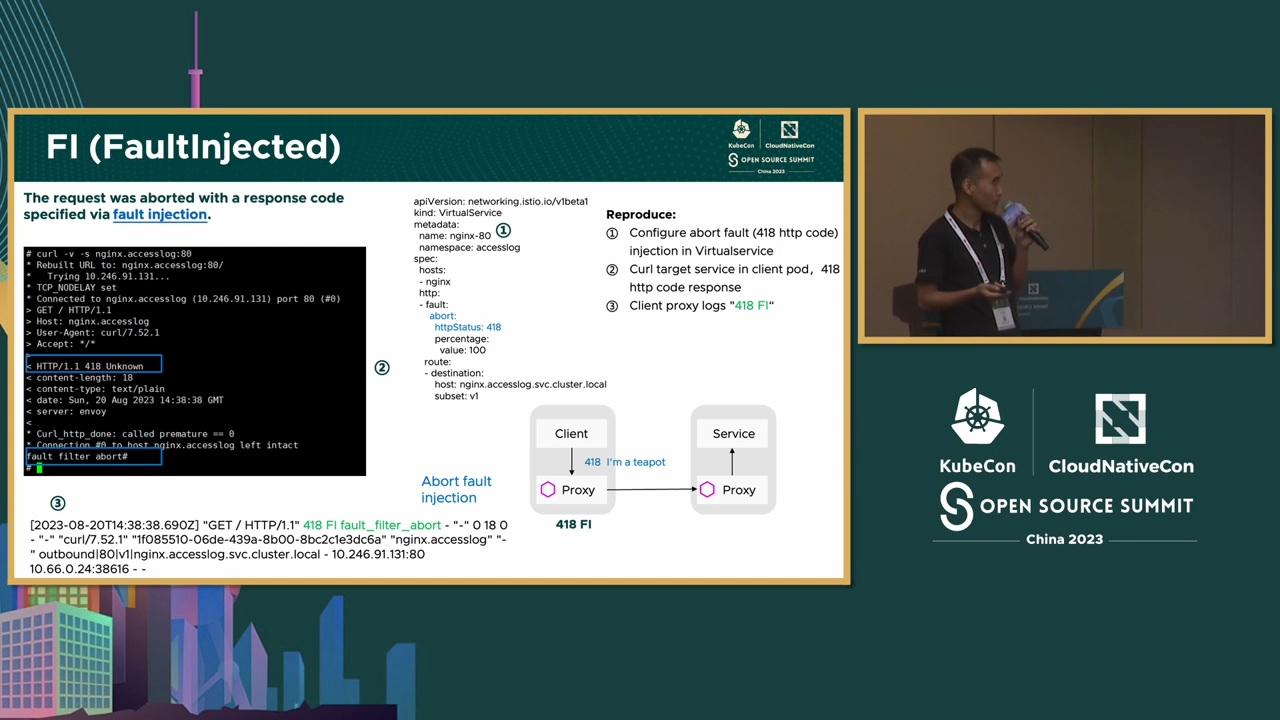 FI (FaultInjected)
KubeCon
CloudNativeCon
OPEN SOURCE SUMMIT
China 2023
The request was aborted with a response code
specified via fault injection.
# curl -v -s nginx.accesslog:80
* Rebuilt URL to: nginx.accesslog:80/
*   Trying 10.246.91.131...
* TCP_NODELAY set
* Connected to nginx.accesslog (10.246.91.131) port 80 (#0)
> GET / HTTP/1.1
> Host: nginx.accesslog
> User-Agent: curl/7.52.1
> Accept: */*
>
< HTTP/1.1 418 Unknown
< content-length: 18
< content-type: text/plain
< date: Sun, 20 Aug 2023 14:38:38 GMT
< server: envoy
<
* Curl_http_done: called premature == 0
* Connection #0 to host nginx.accesslog left intact
fault filter abort#
#
②
apiVersion: networking.istio.io/v1beta1
kind: VirtualService
metadata:
name: nginx-80
①
namespace: accesslog
spec:
hosts:
- nginx
http:
- fault:
abort:
httpStatus: 418
percentage:
value: 100
route:
- destination:
host: nginx.accesslog.svc.cluster.local
subset: v1
Reproduce:
① Configure abort fault (418 http code)
injection in Virtualservice
② Curl target service in client pod, 418
http code response
③ Client proxy logs "418 FI"
Client
Service
418 I'm a teapot
Proxy
Proxy
418 FI
Abort fault
injection
③
[2023-08-20T14:38:38.690Z] "GET / HTTP/1.1" 418 FI fault_filter_abort - "-" 0 18 0
- "-" "curl/7.52.1" "1f085510-06de-439a-8b00-8bc2c1e3dc6a" "nginx.accesslog" "-
" outbound|80|v1|nginx.accesslog.svc.cluster.local - 10.246.91.131:80
10.66.0.24:38616 - -
KubeCon
CloudNativeCon
OPEN SOURCE SUMMIT
China 2023